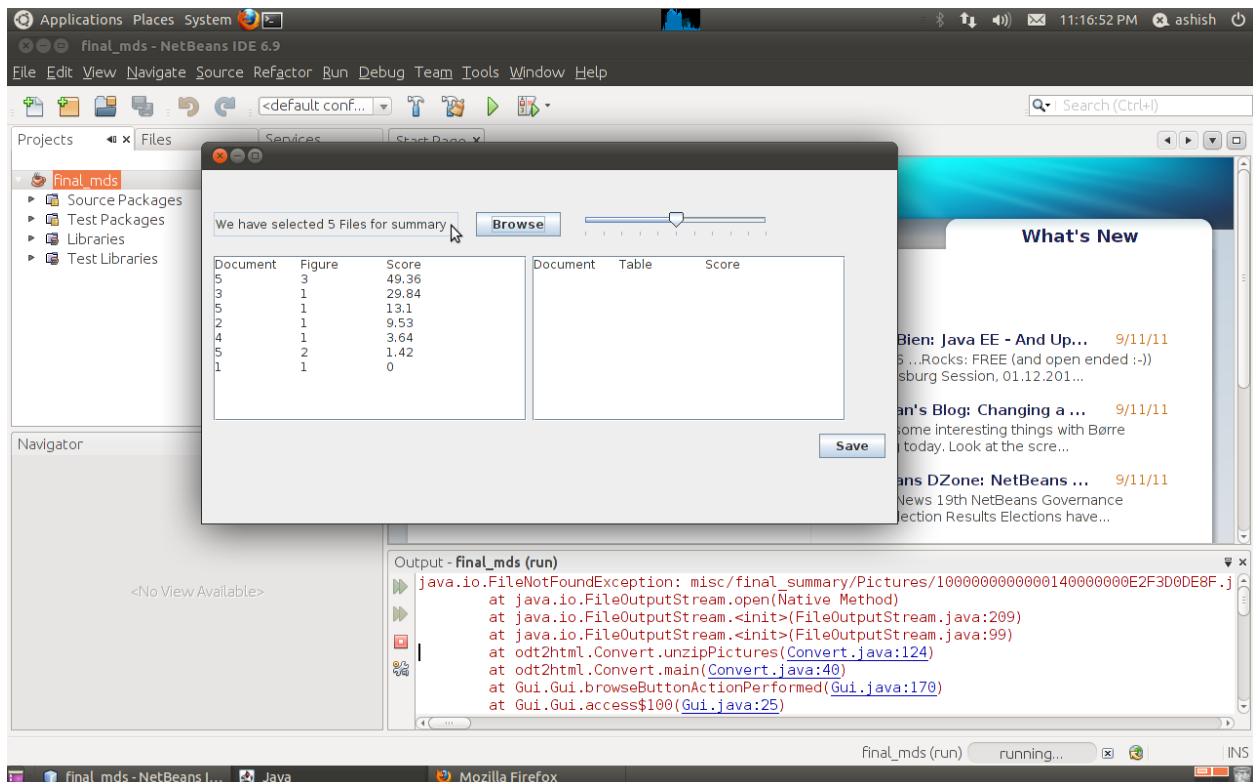 Applications Places System
11:16:52 PM ashish
final_mds - NetBeans IDE 6.9
File Edit View Navigate Source Refactor Run Debug Team Tools Window Help
<default conf...
Search (Ctrl+I)
Projects Files Services Start Page
final_mds
Source Packages
Test Packages
Libraries
Test Libraries
We have selected 5 Files for summary
Browse
Document Figure Score
5 3 49.36
3 1 29.84
5 1 13.1
2 1 9.53
4 1 3.64
5 2 1.42
1 1 0
Document Table Score
Save
What's New
Bien: Java EE - And Up... 9/11/11
...Rocks: FREE (and open ended :-))
sburg Session, 01.12.201...
an's Blog: Changing a ... 9/11/11
some interesting things with Børre
today. Look at the scre...
ans DZone: NetBeans ... 9/11/11
News 19th NetBeans Governance
lection Results Elections have...
Navigator
<No View Available>
Output - final_mds (run)
java.io.FileNotFoundException: misc/final_summary/Pictures/
at java.io.FileOutputStream.open(Native Method)
at java.io.FileOutputStream.<init>(FileOutputStream.java:209)
at java.io.FileOutputStream.<init>(FileOutputStream.java:99)
at odt2html.Convert.unzipPictures(Convert.java:124)
at odt2html.Convert.main(Convert.java:40)
at Gui.Gui.browseButtonActionPerformed(Gui.java:170)
at Gui.Gui.access$100(Gui.java:25)
final_mds (run) running... INS
final_mds - NetBeans I... Java Mozilla Firefox